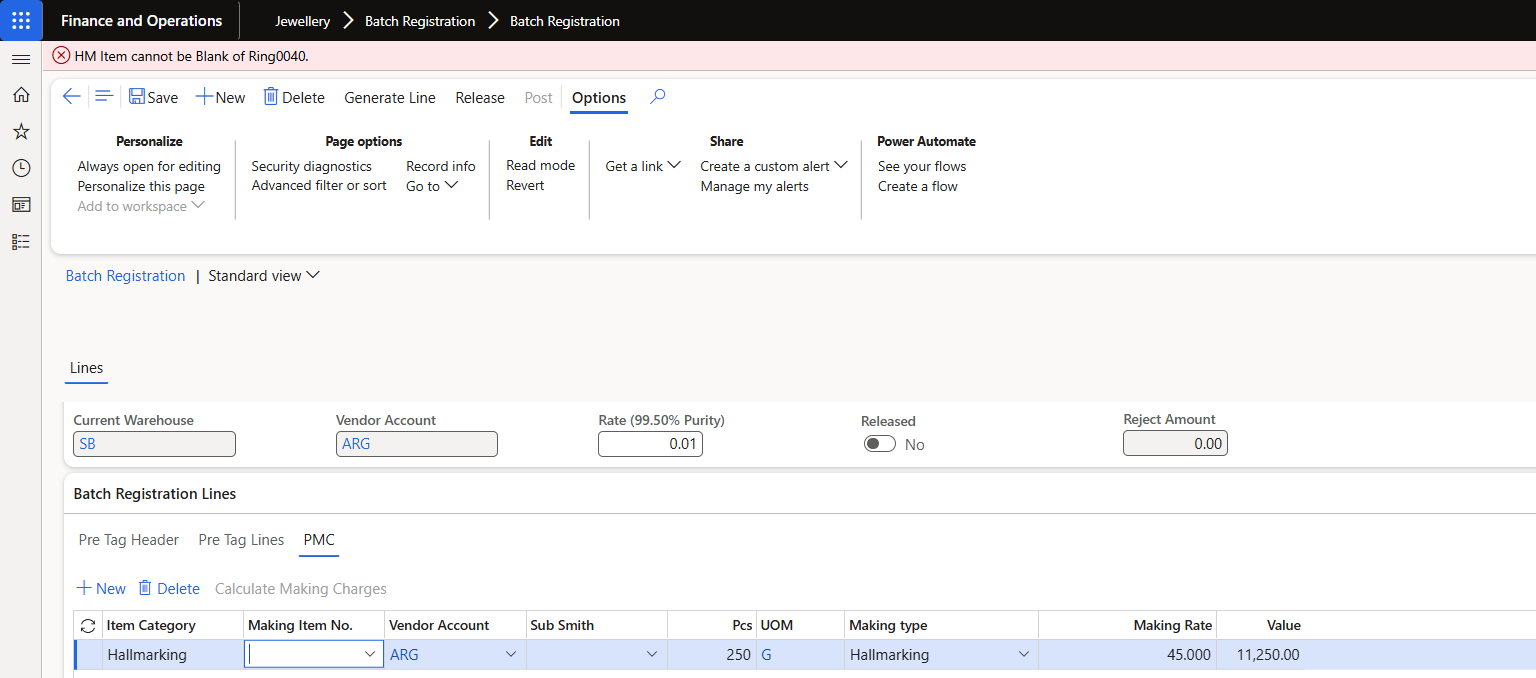 Finance and Operations
Jewellery
Batch Registration
Batch Registration
HM Item cannot be Blank of Ring0040.
Save
New
Delete
Generate Line
Release
Post
Options
Personalize
Always open for editing
Personalize this page
Add to workspace
Page options
Security diagnostics
Advanced filter or sort
Record info
Go to
Edit
Read mode
Revert
Share
Get a link
Create a custom alert
Manage my alerts
Power Automate
See your flows
Create a flow
Batch Registration | Standard view
Lines
Current Warehouse
SB
Vendor Account
ARG
Rate (99.50% Purity)
0.01
Released
No
Reject Amount
0.00
Batch Registration Lines
Pre Tag Header
Pre Tag Lines
PMC
New
Delete
Calculate Making Charges
Item Category Making Item No. Vendor Account Sub Smith Pcs UOM Making type Making Rate Value
Hallmarking ARG 250 G Hallmarking 45.000 11,250.00